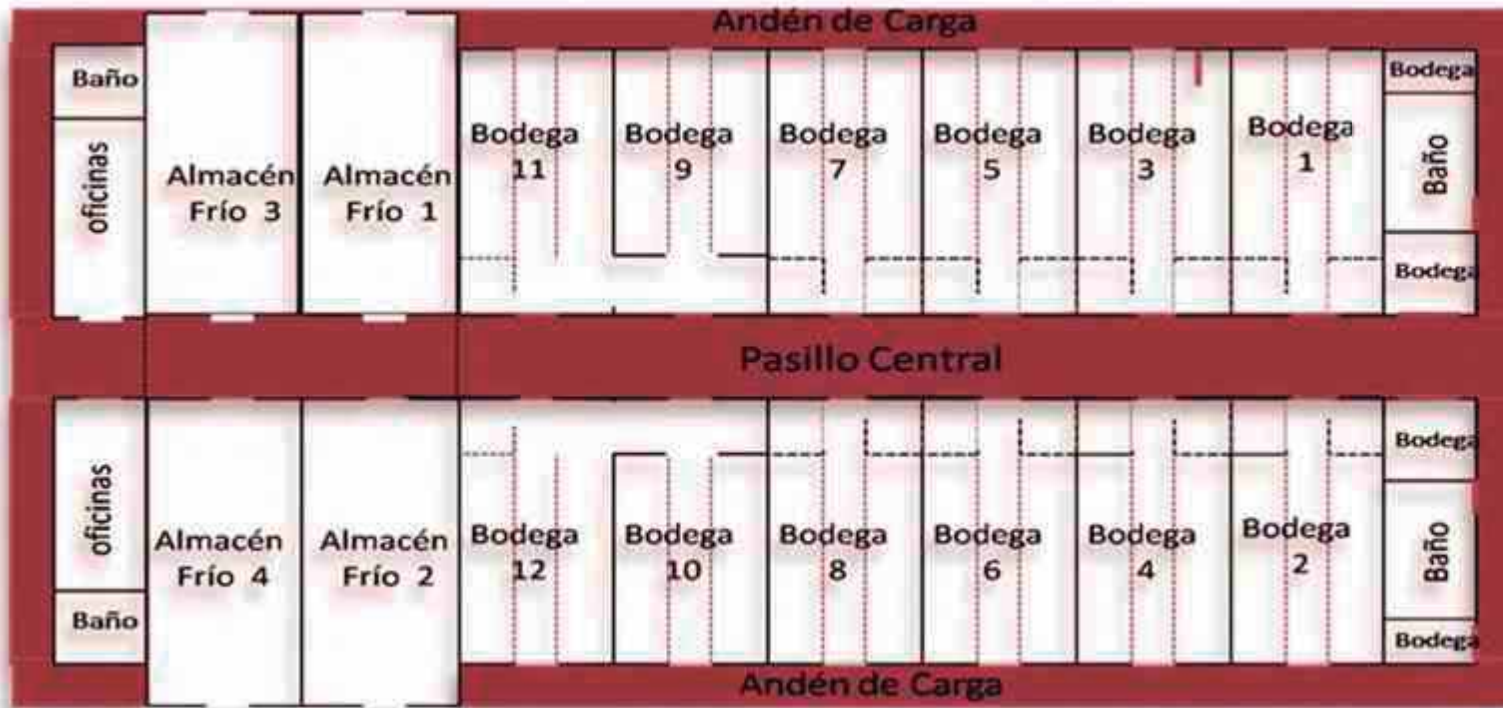 Andén de Carga
Baño
oficinas
Almacén
Frío 3
Almacén
Frío 1
Bodega
11
Bodega
9
Bodega
7
Bodega
5
Bodega
3
Bodega
1
Bodega
Baño
Bodega
Pasillo Central
oficinas
Baño
Almacén
Frío 4
Almacén
Frío 2
Bodega
12
Bodega
10
Bodega
8
Bodega
6
Bodega
4
Bodega
2
Bodega
Baño
Bodega
Andén de Carga